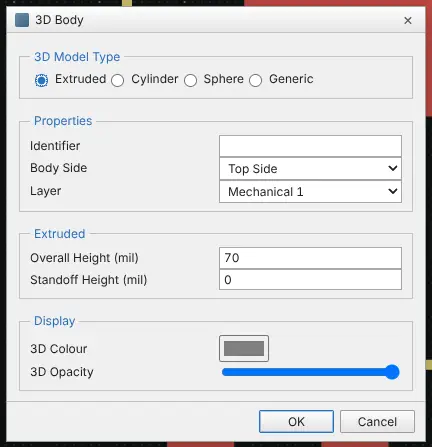 3D Body
3D Model Type
Extruded Cylinder Sphere Generic
Properties
Identifier
Body Side Top Side
Layer Mechanical 1
Extruded
Overall Height (mil) 70
Standoff Height (mil) 0
Display
3D Colour
3D Opacity
OK Cancel